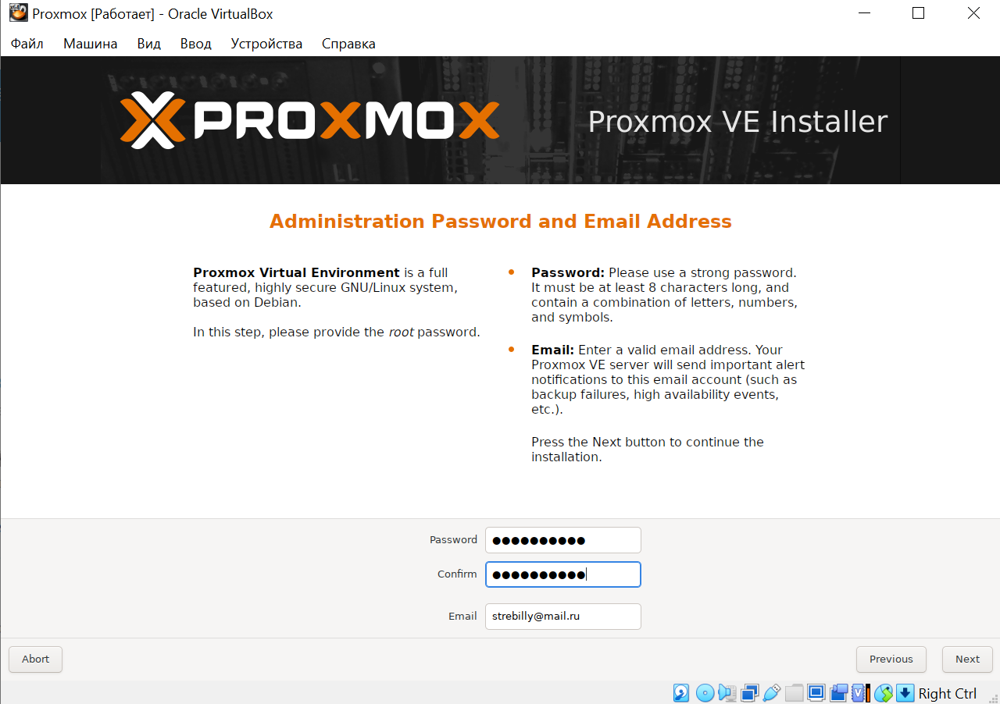 Proxmox [Работает] - Oracle VirtualBox
Файл Машина Вид Ввод Устройства Справка
PROXMOX
Proxmox VE Installer
Administration Password and Email Address
Proxmox Virtual Environment is a full
featured, highly secure GNU/Linux system,
based on Debian.
In this step, please provide the root password.
Password: Please use a strong password.
It must be at least 8 characters long, and
contain a combination of letters, numbers,
and symbols.
Email: Enter a valid email address. Your
Proxmox VE server will send important alert
notifications to this email account (such as
backup failures, high availability events,
etc.).
Press the Next button to continue the
installation.
Password ●●●●●●●●●●
Confirm ●●●●●●●●●●
Email strebilly@mail.ru
Abort Previous Next
Right Ctrl